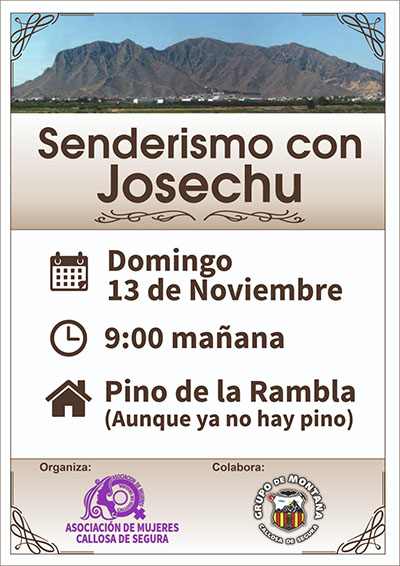 Senderismo con
Josechu
Domingo
13 de Noviembre
9:00 mañana
Pino de la Rambla
(Aunque ya no hay pino)
Organiza:
Colabora:
ASOCIACIÓN DE MUJERES
CALLOSA DE SEGURA
GRUPO DE MONTAÑA
CALLOSA DE SEGURA